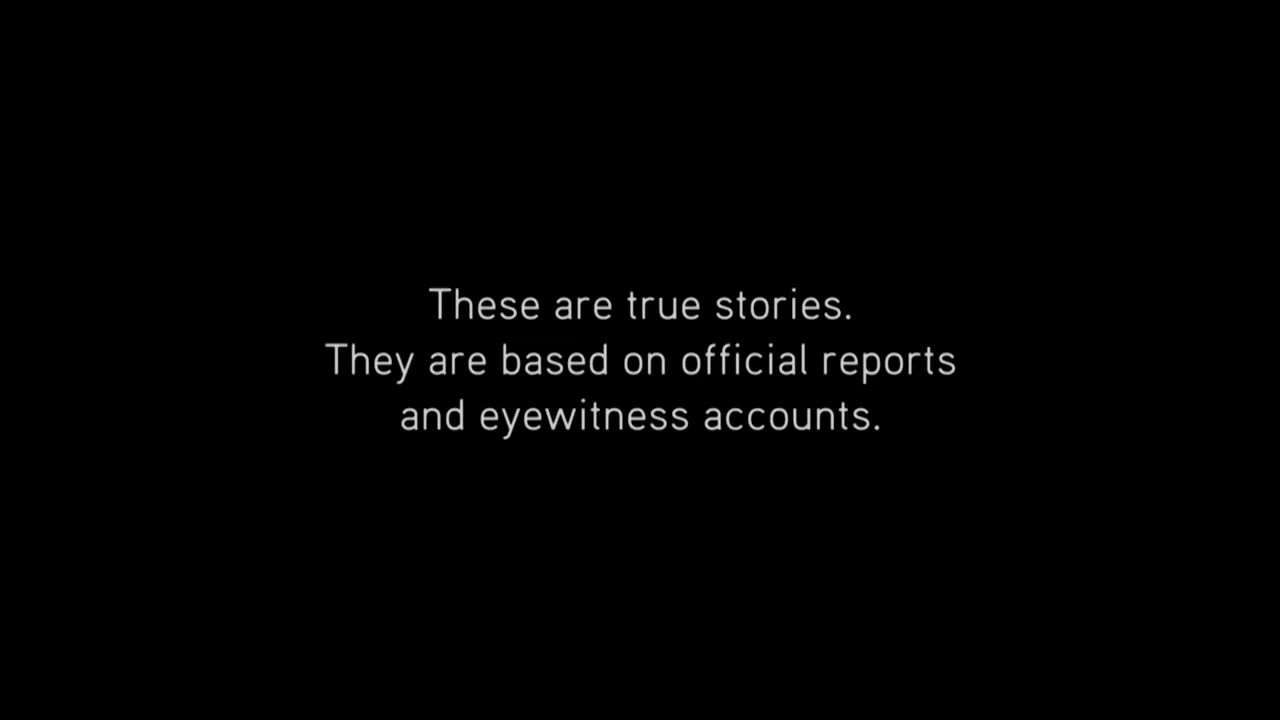 These are true stories.
They are based on official reports
and eyewitness accounts.